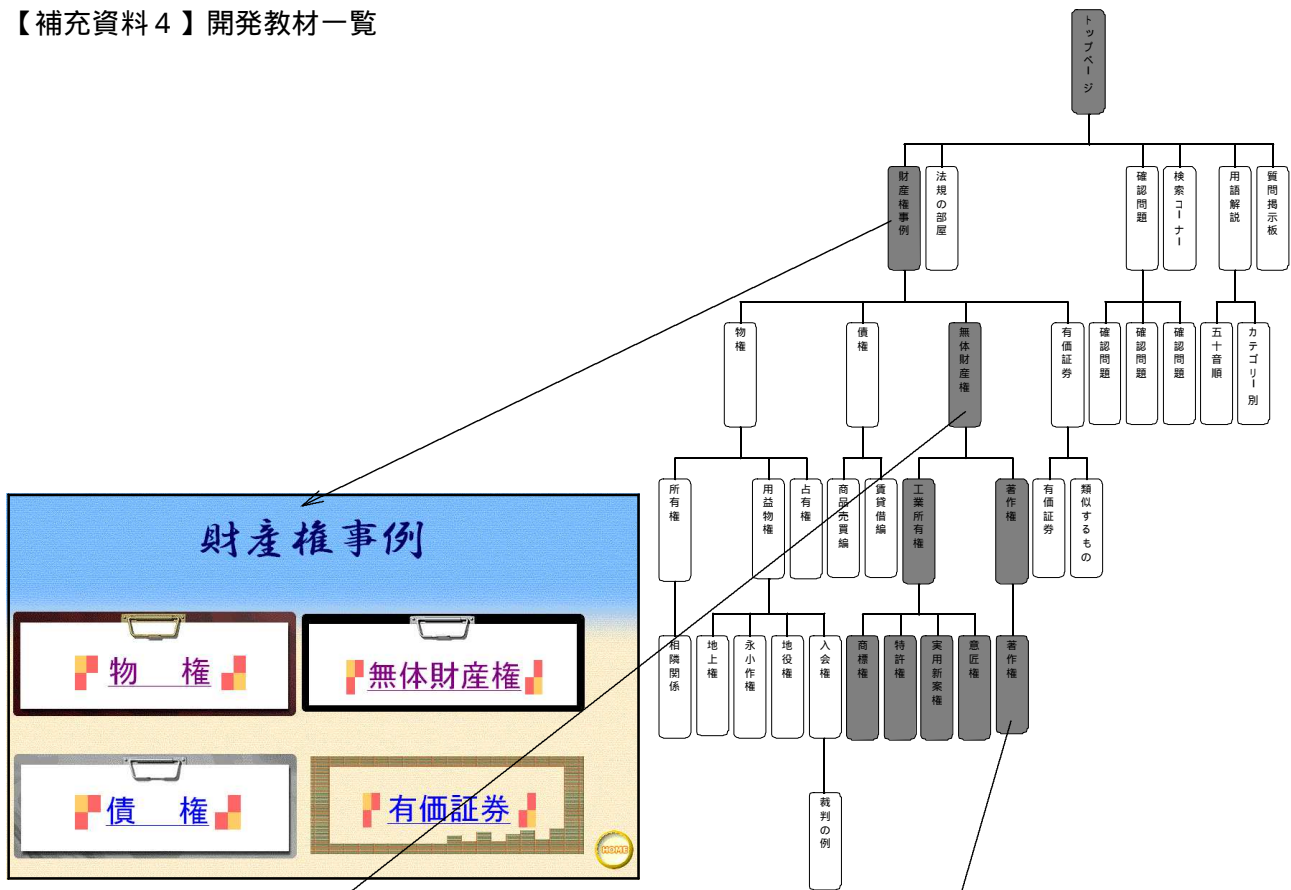 【補充資料4】開発教材一覧
トップページ
財産権事例
法規の部屋
確認問題
検索コーナー
用語解説
質問掲示板
物権
債権
無体財産権
有価証券
確認問題
確認問題
確認問題
五十音順
カテゴリー別
所有権
用益物権
占有権
商品売買編
賃貸借編
工業所有権
著作権
有価証券
類似するもの
相隣関係
地上権
永小作権
地役権
入会権
商標権
特許権
実用新案権
意匠権
著作権
裁判の例
財産権事例
物 権
無体財産権
債 権
有価証券
HOME